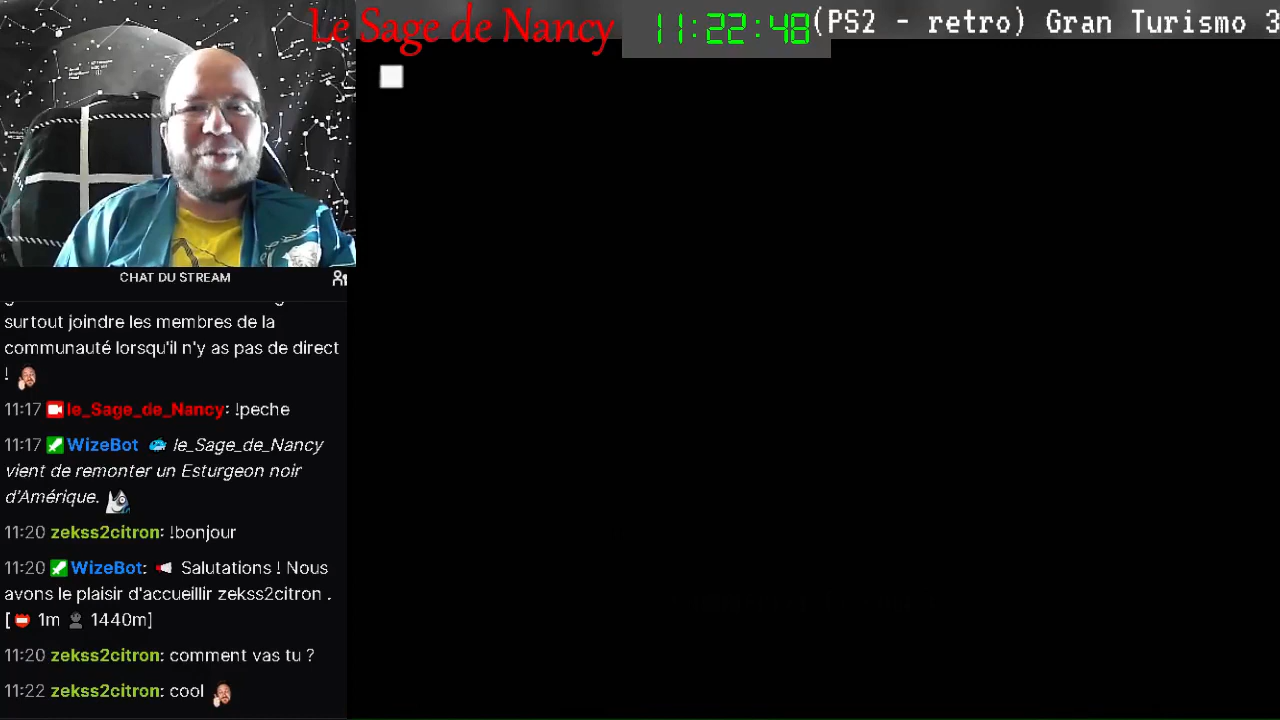 Le Sage de Nancy
11:22:48
(PS2 - retro) Gran Turismo 3
CHAT DU STREAM
surtout joindre les membres de la
communauté lorsqu'il n'y as pas de direct
!
11:17 le_Sage_de_Nancy: !peche
11:17 WizeBot le_Sage_de_Nancy
vient de remonter un Esturgeon noir
d'Amérique.
11:20 zekss2citron: !bonjour
11:20 WizeBot: Salutations ! Nous
avons le plaisir d'accueillir zekss2citron .
[ 1m 1440m]
11:20 zekss2citron: comment vas tu ?
11:22 zekss2citron: cool